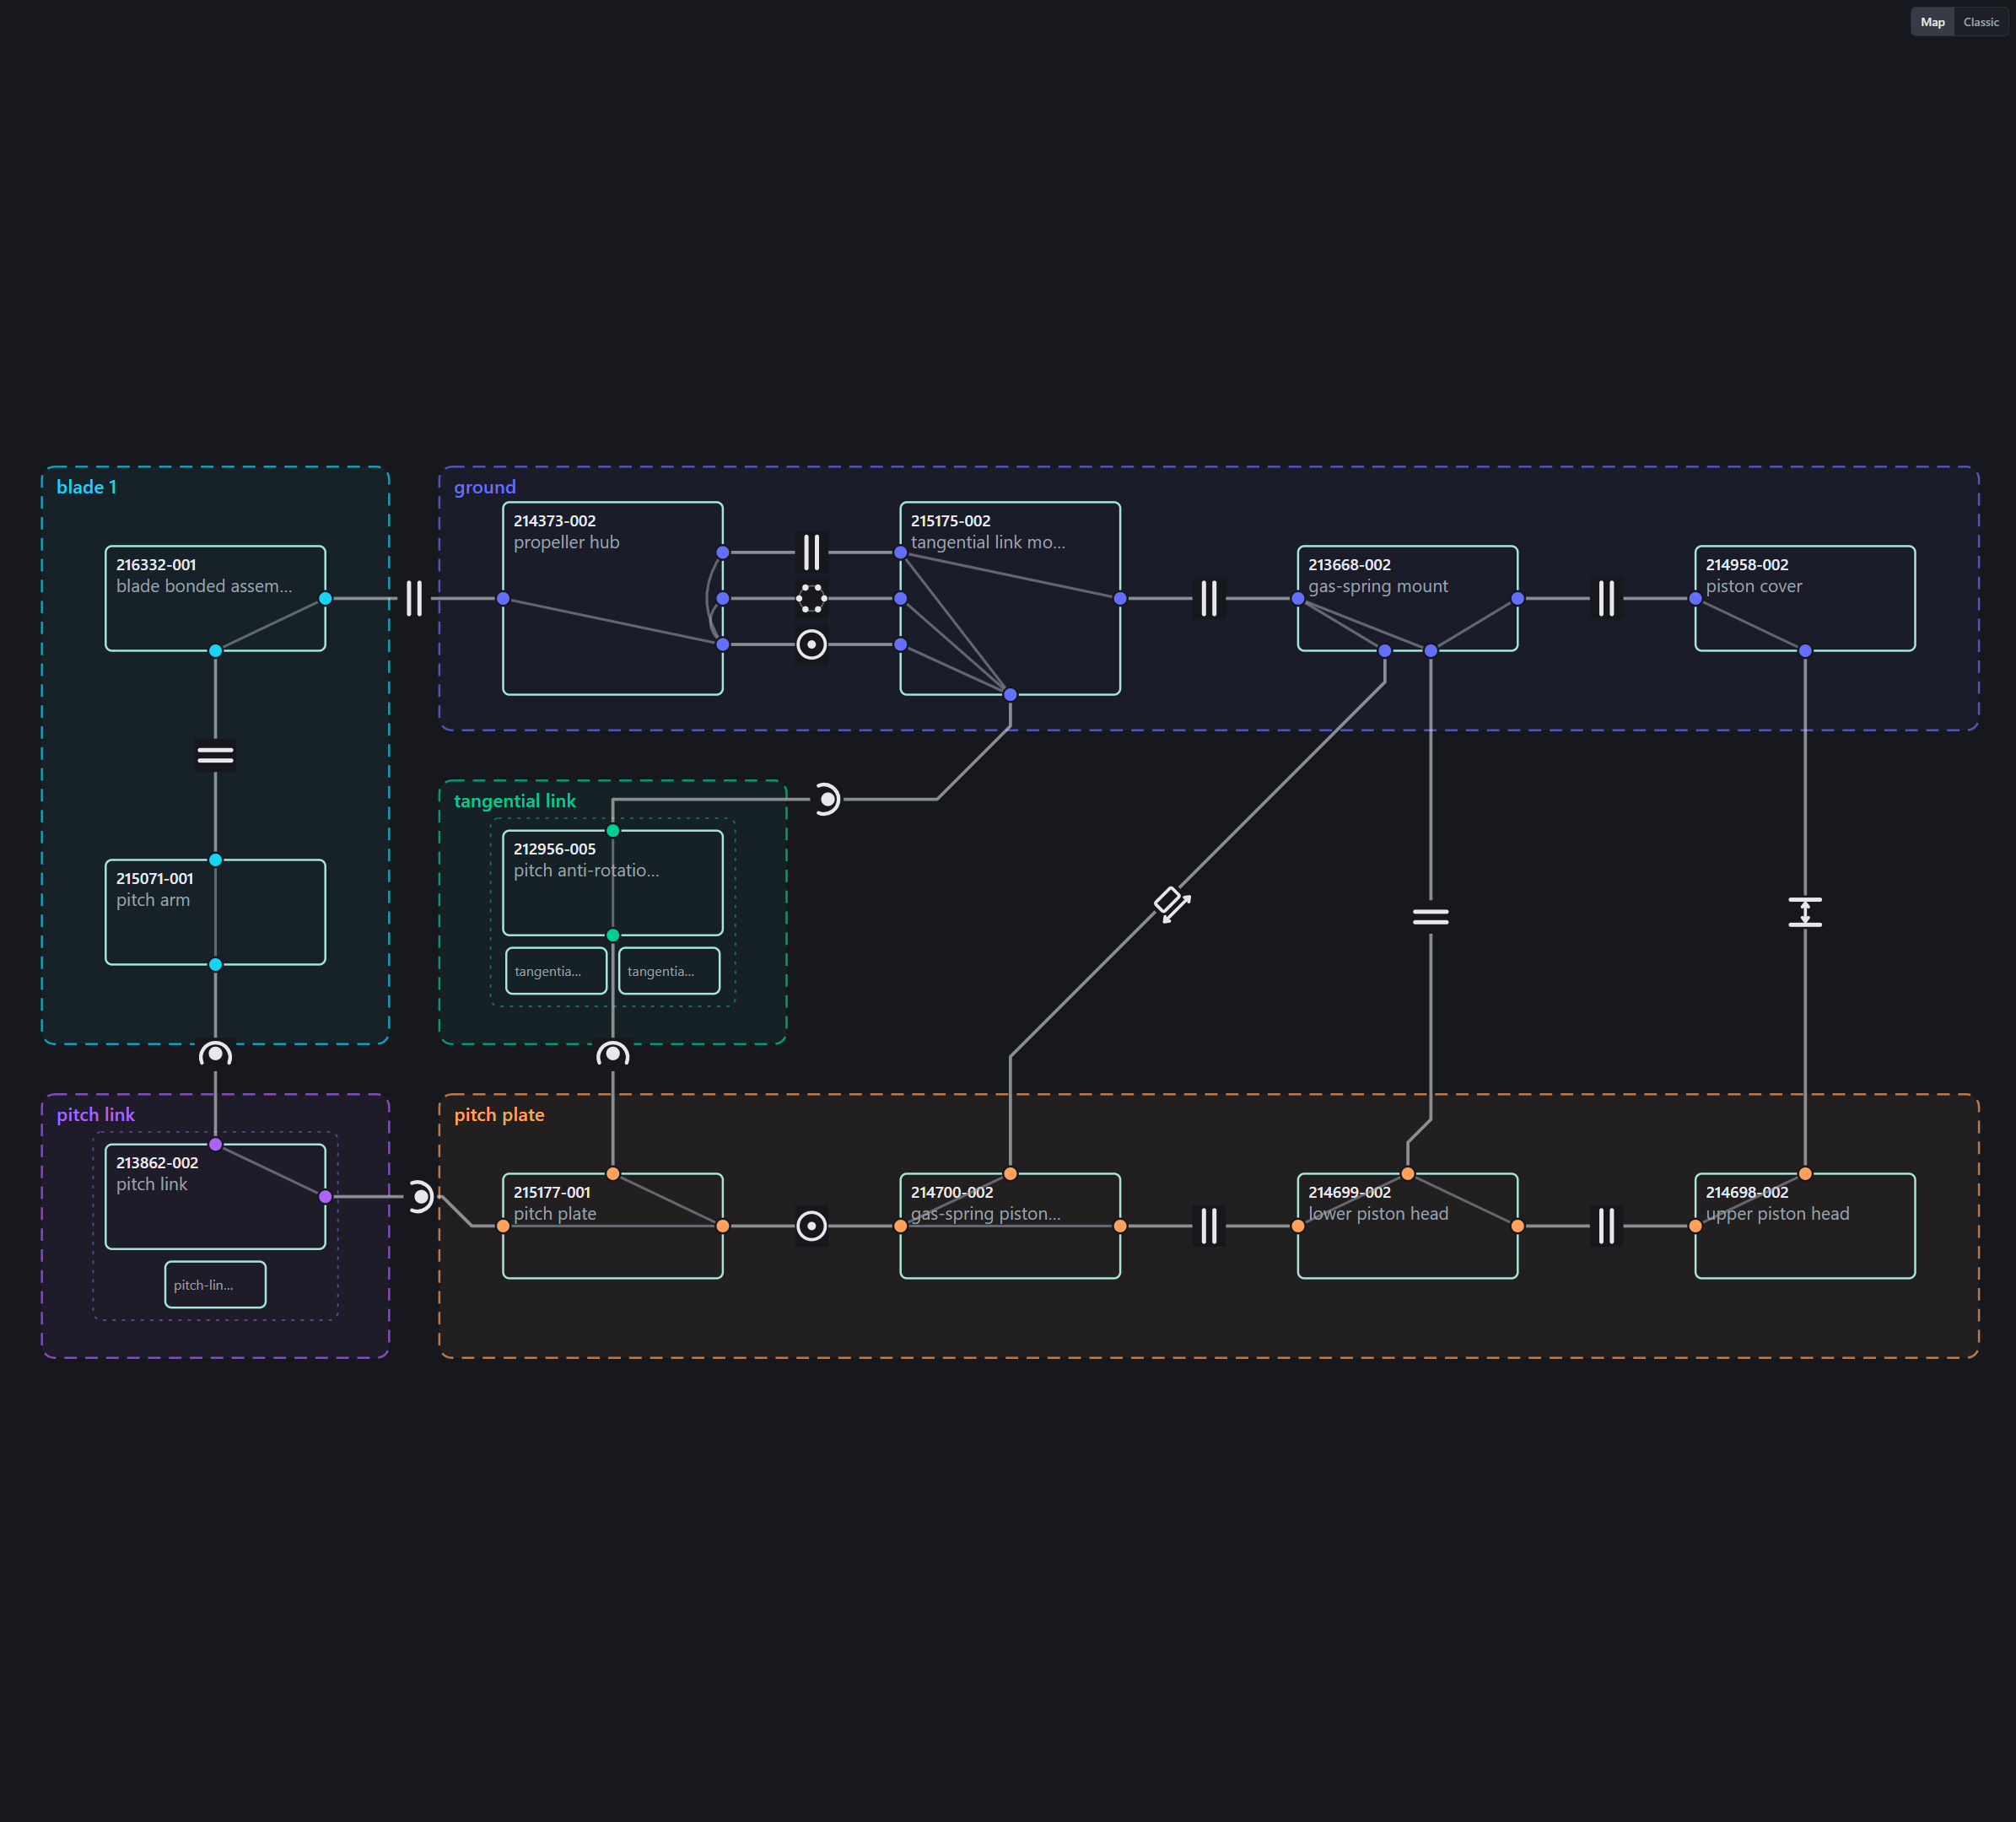 Map Classic
blade 1
ground
216332-001
blade bonded assem...
214373-002
propeller hub
215175-002
tangential link mo...
213668-002
gas-spring mount
214958-002
piston cover
215071-001
pitch arm
tangential link
212956-005
pitch anti-rotatio...
tangentia...
tangentia...
pitch link
213862-002
pitch link
pitch-lin...
pitch plate
215177-001
pitch plate
214700-002
gas-spring piston...
214699-002
lower piston head
214698-002
upper piston head